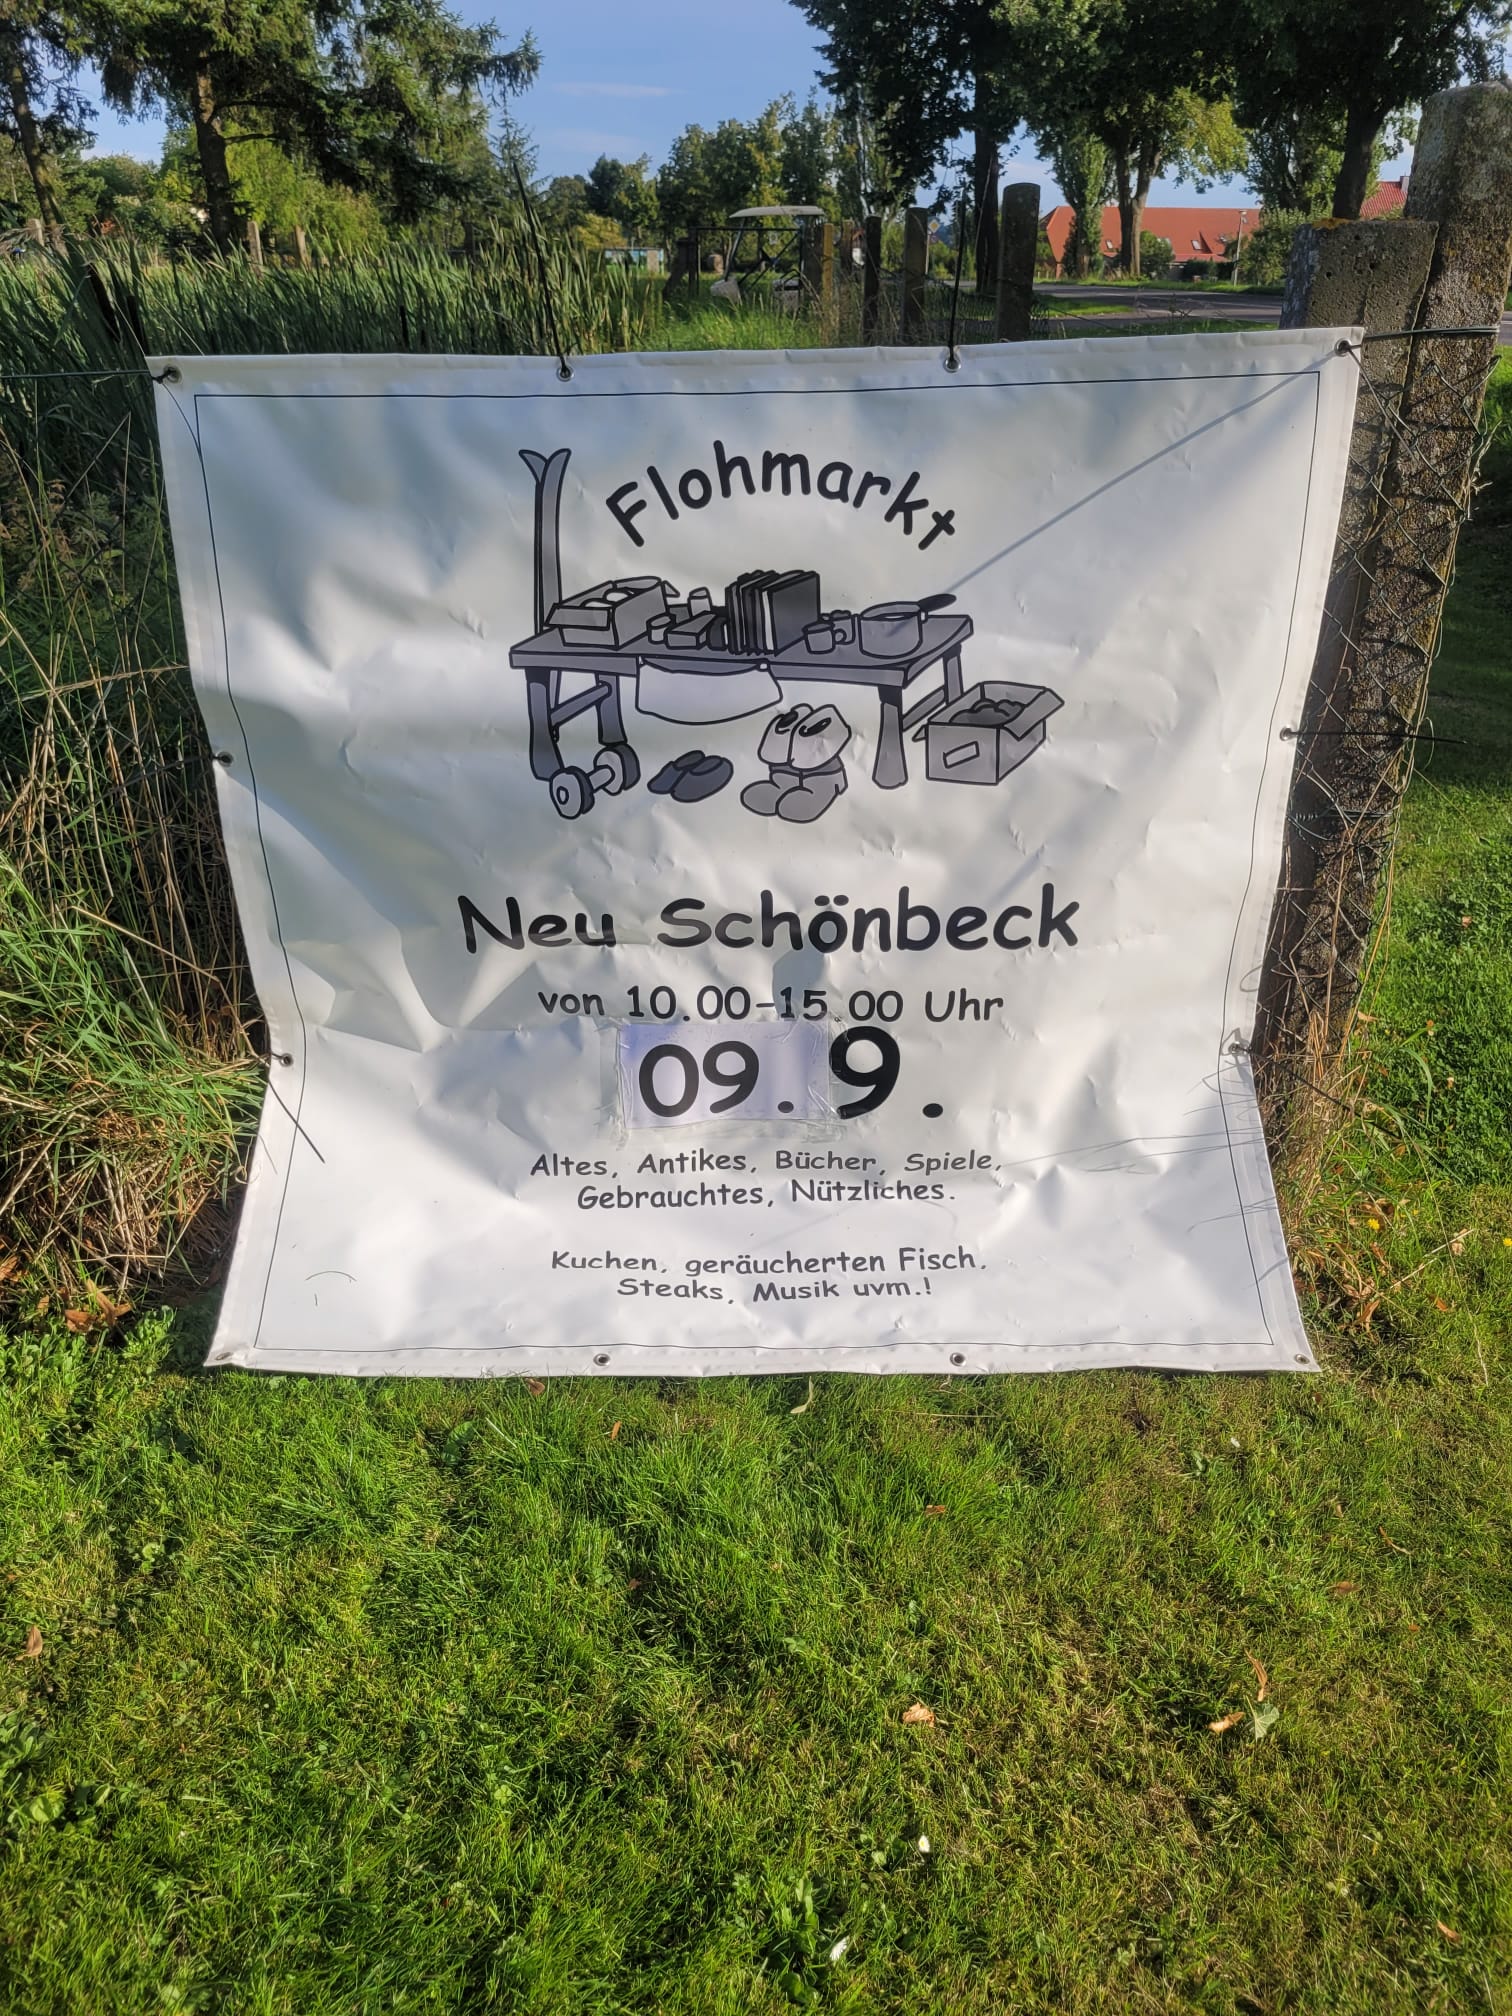 Flohmarkt
Neu Schönbeck
von 10.00-15.00 Uhr
09.9.
Altes, Antikes, Bücher, Spiele,
Gebrauchtes, Nützliches.
Kuchen, geräucherten Fisch,
Steaks, Musik uvm.!